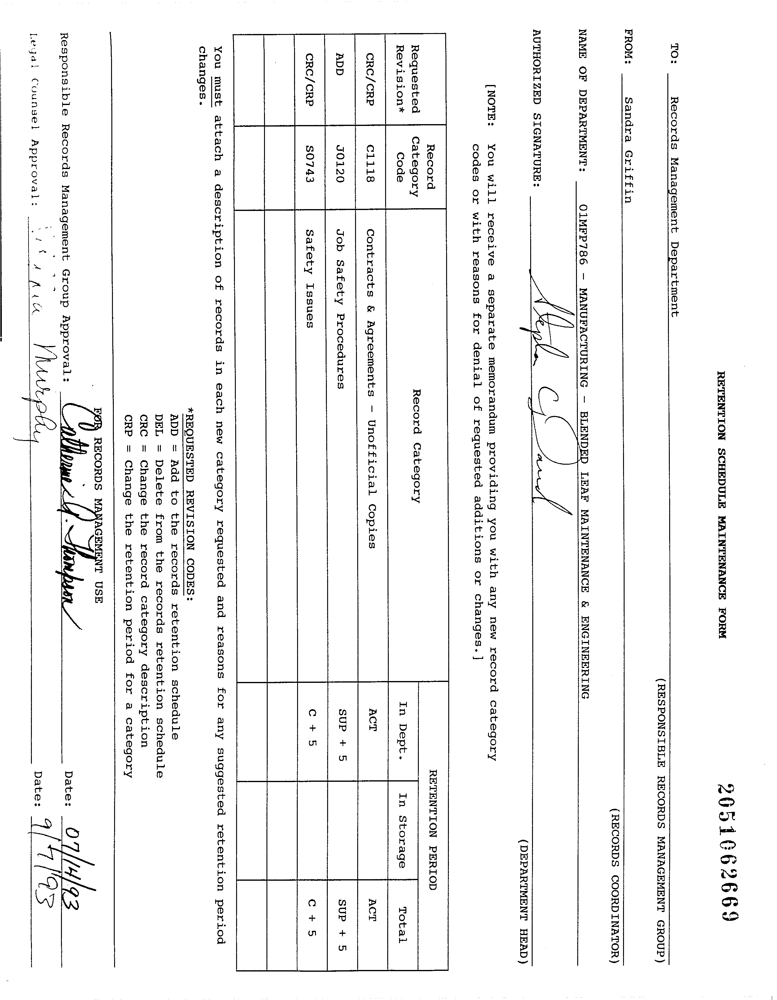 2051062669
RETENTION SCHEDULE MAINTENANCE FORM
TO: Records Management Department
(RESPONSIBLE RECORDS MANAGEMENT GROUP)
FROM: Sandra Griffin
(RECORDS COORDINATOR)
NAME OF DEPARTMENT: 01MFP786 - MANUFACTURING - BLENDED LEAF MAINTENANCE & ENGINEERING
AUTHORIZED SIGNATURE:
(DEPARTMENT HEAD)
[NOTE: You will receive a separate memorandum providing you with any new record category
codes or with reasons for denial of requested additions or changes.]
Requested Revision* Record Category Code Record Category RETENTION PERIOD
In Dept. In Storage Total
CRC/CRP C1118 Contracts & Agreements - Unofficial Copies ACT ACT
ADD J0120 Job Safety Procedures SUP + 5 SUP + 5
CRC/CRP S0743 Safety Issues C + 5 C + 5
You must attach a description of records in each new category requested and reasons for any suggested retention period
changes.
*REQUESTED REVISION CODES:
ADD = Add to the records retention schedule
DEL = Delete from the records retention schedule
CRC = Change the record category description
CRP = Change the retention period for a category
FOR RECORDS MANAGEMENT USE
Responsible Records Management Group Approval: Catherine Thompson Date: 07/14/93
Legal Counsel Approval: Murphy Date: 9/7/93